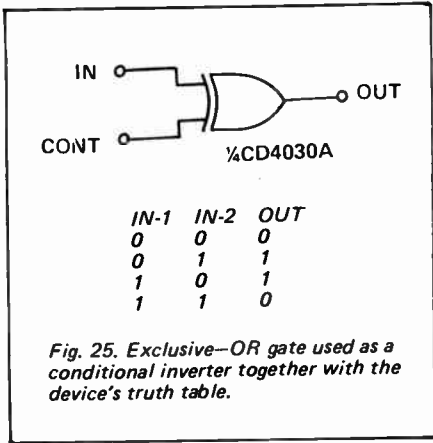 IN
OUT
CONT
¼CD4030A
IN-1 IN-2 OUT
0 0 0
0 1 1
1 0 1
1 1 0
Fig. 25. Exclusive—OR gate used as a
conditional inverter together with the
device's truth table.